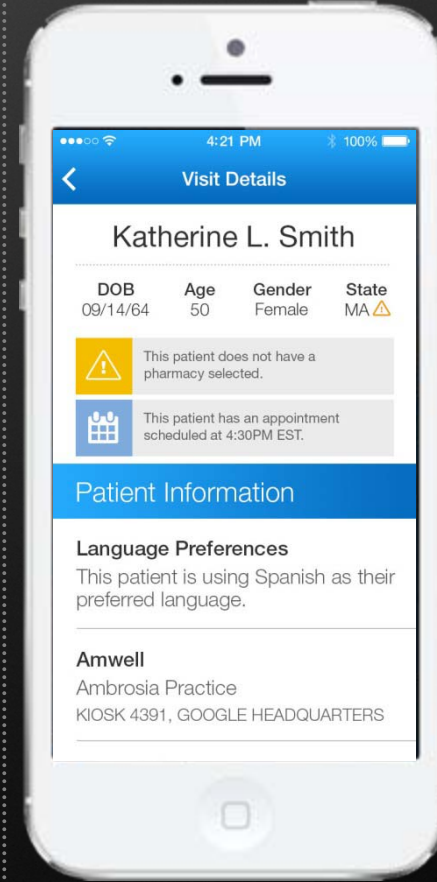 4:21 PM 100%
Visit Details
Katherine L. Smith
DOB Age Gender State
09/14/64 50 Female MA
This patient does not have a
pharmacy selected.
This patient has an appointment
scheduled at 4:30PM EST.
Patient Information
Language Preferences
This patient is using Spanish as their
preferred language.
Amwell
Ambrosia Practice
KIOSK 4391, GOOGLE HEADQUARTERS